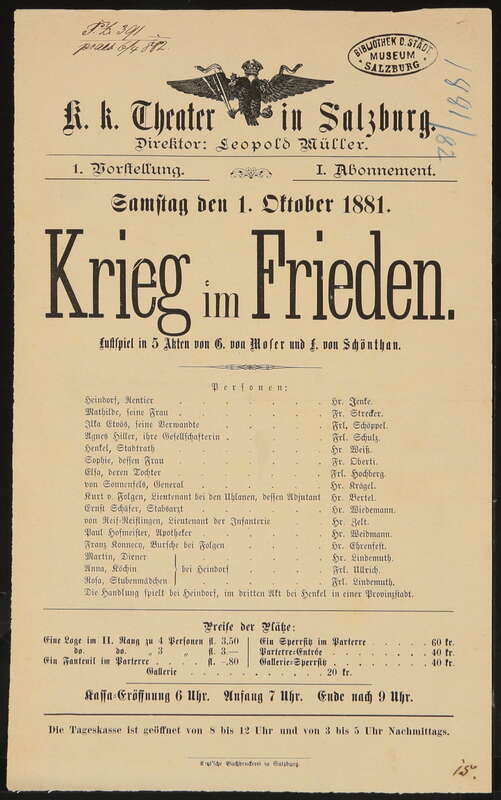 BIBLIOTHEK D. STADT
MUSEUM
SALZBURG
1881/82
K. k. Theater in Salzburg.
Direktor: Leopold Müller.
1. Vorstellung. I. Abonnement.
Samstag den 1. Oktober 1881.
Krieg im Frieden.
Lustspiel in 5 Akten von G. von Moser und F. von Schönthan.
Personen:
Heindorf, Rentier . . . . . . Hr. Jenke.
Mathilde, seine Frau . . . . . . Fr. Strecker.
Ilka Etvös, seine Verwandte . . . . . . Frl. Schöppel.
Agnes Hiller, ihre Gesellschafterin . . . . . . Frl. Schulz.
Henkel, Stadtrath . . . . . . Hr. Weiß.
Sophie, dessen Frau . . . . . . Fr. Oberti.
Elsa, deren Tochter . . . . . . Frl. Hochberg.
von Sonnenfels, General . . . . . . Hr. Krägel.
Kurt v. Folgen, Lieutenant bei den Uhlanen, dessen Adjutant Hr. Bertel.
Ernst Schäfer, Stabsarzt . . . . . . Hr. Wiedemann.
von Reif-Reiflingen, Lieutenant der Infanterie . . . Hr. Zelt.
Paul Hofmeister, Apotheker . . . . . . Hr. Weidmann.
Franz Konnecy, Bursche bei Folgen . . . . . Hr. Ehrenfest.
Martin, Diener . . . . . Hr. Lindemuth.
Anna, Köchin bei Heindorf . . . . . Frl. Ullrich.
Rosa, Stubenmädchen . . . . . Frl. Lindemuth.
Die Handlung spielt bei Heindorf, im dritten Akt bei Henkel in einer Provinzstadt.
Preise der Plätze:
Eine Loge im II. Rang zu 4 Personen fl. 3,50 Ein Sperrsitz im Parterre . . . . 60 kr.
do. do. „ 3 „ fl. 3.— Parterre-Entrée . . . . 40 kr.
Ein Fauteuil im Parterre . . . . fl. –.80 Gallerie-Sperrsitz . . . . 40 kr.
Gallerie . . . . 20 kr.
Kassa-Eröffnung 6 Uhr. Anfang 7 Uhr. Ende nach 9 Uhr.
Die Tageskasse ist geöffnet von 8 bis 12 Uhr und von 3 bis 5 Uhr Nachmittags.
Buchdruckerei in Salzburg.
15.